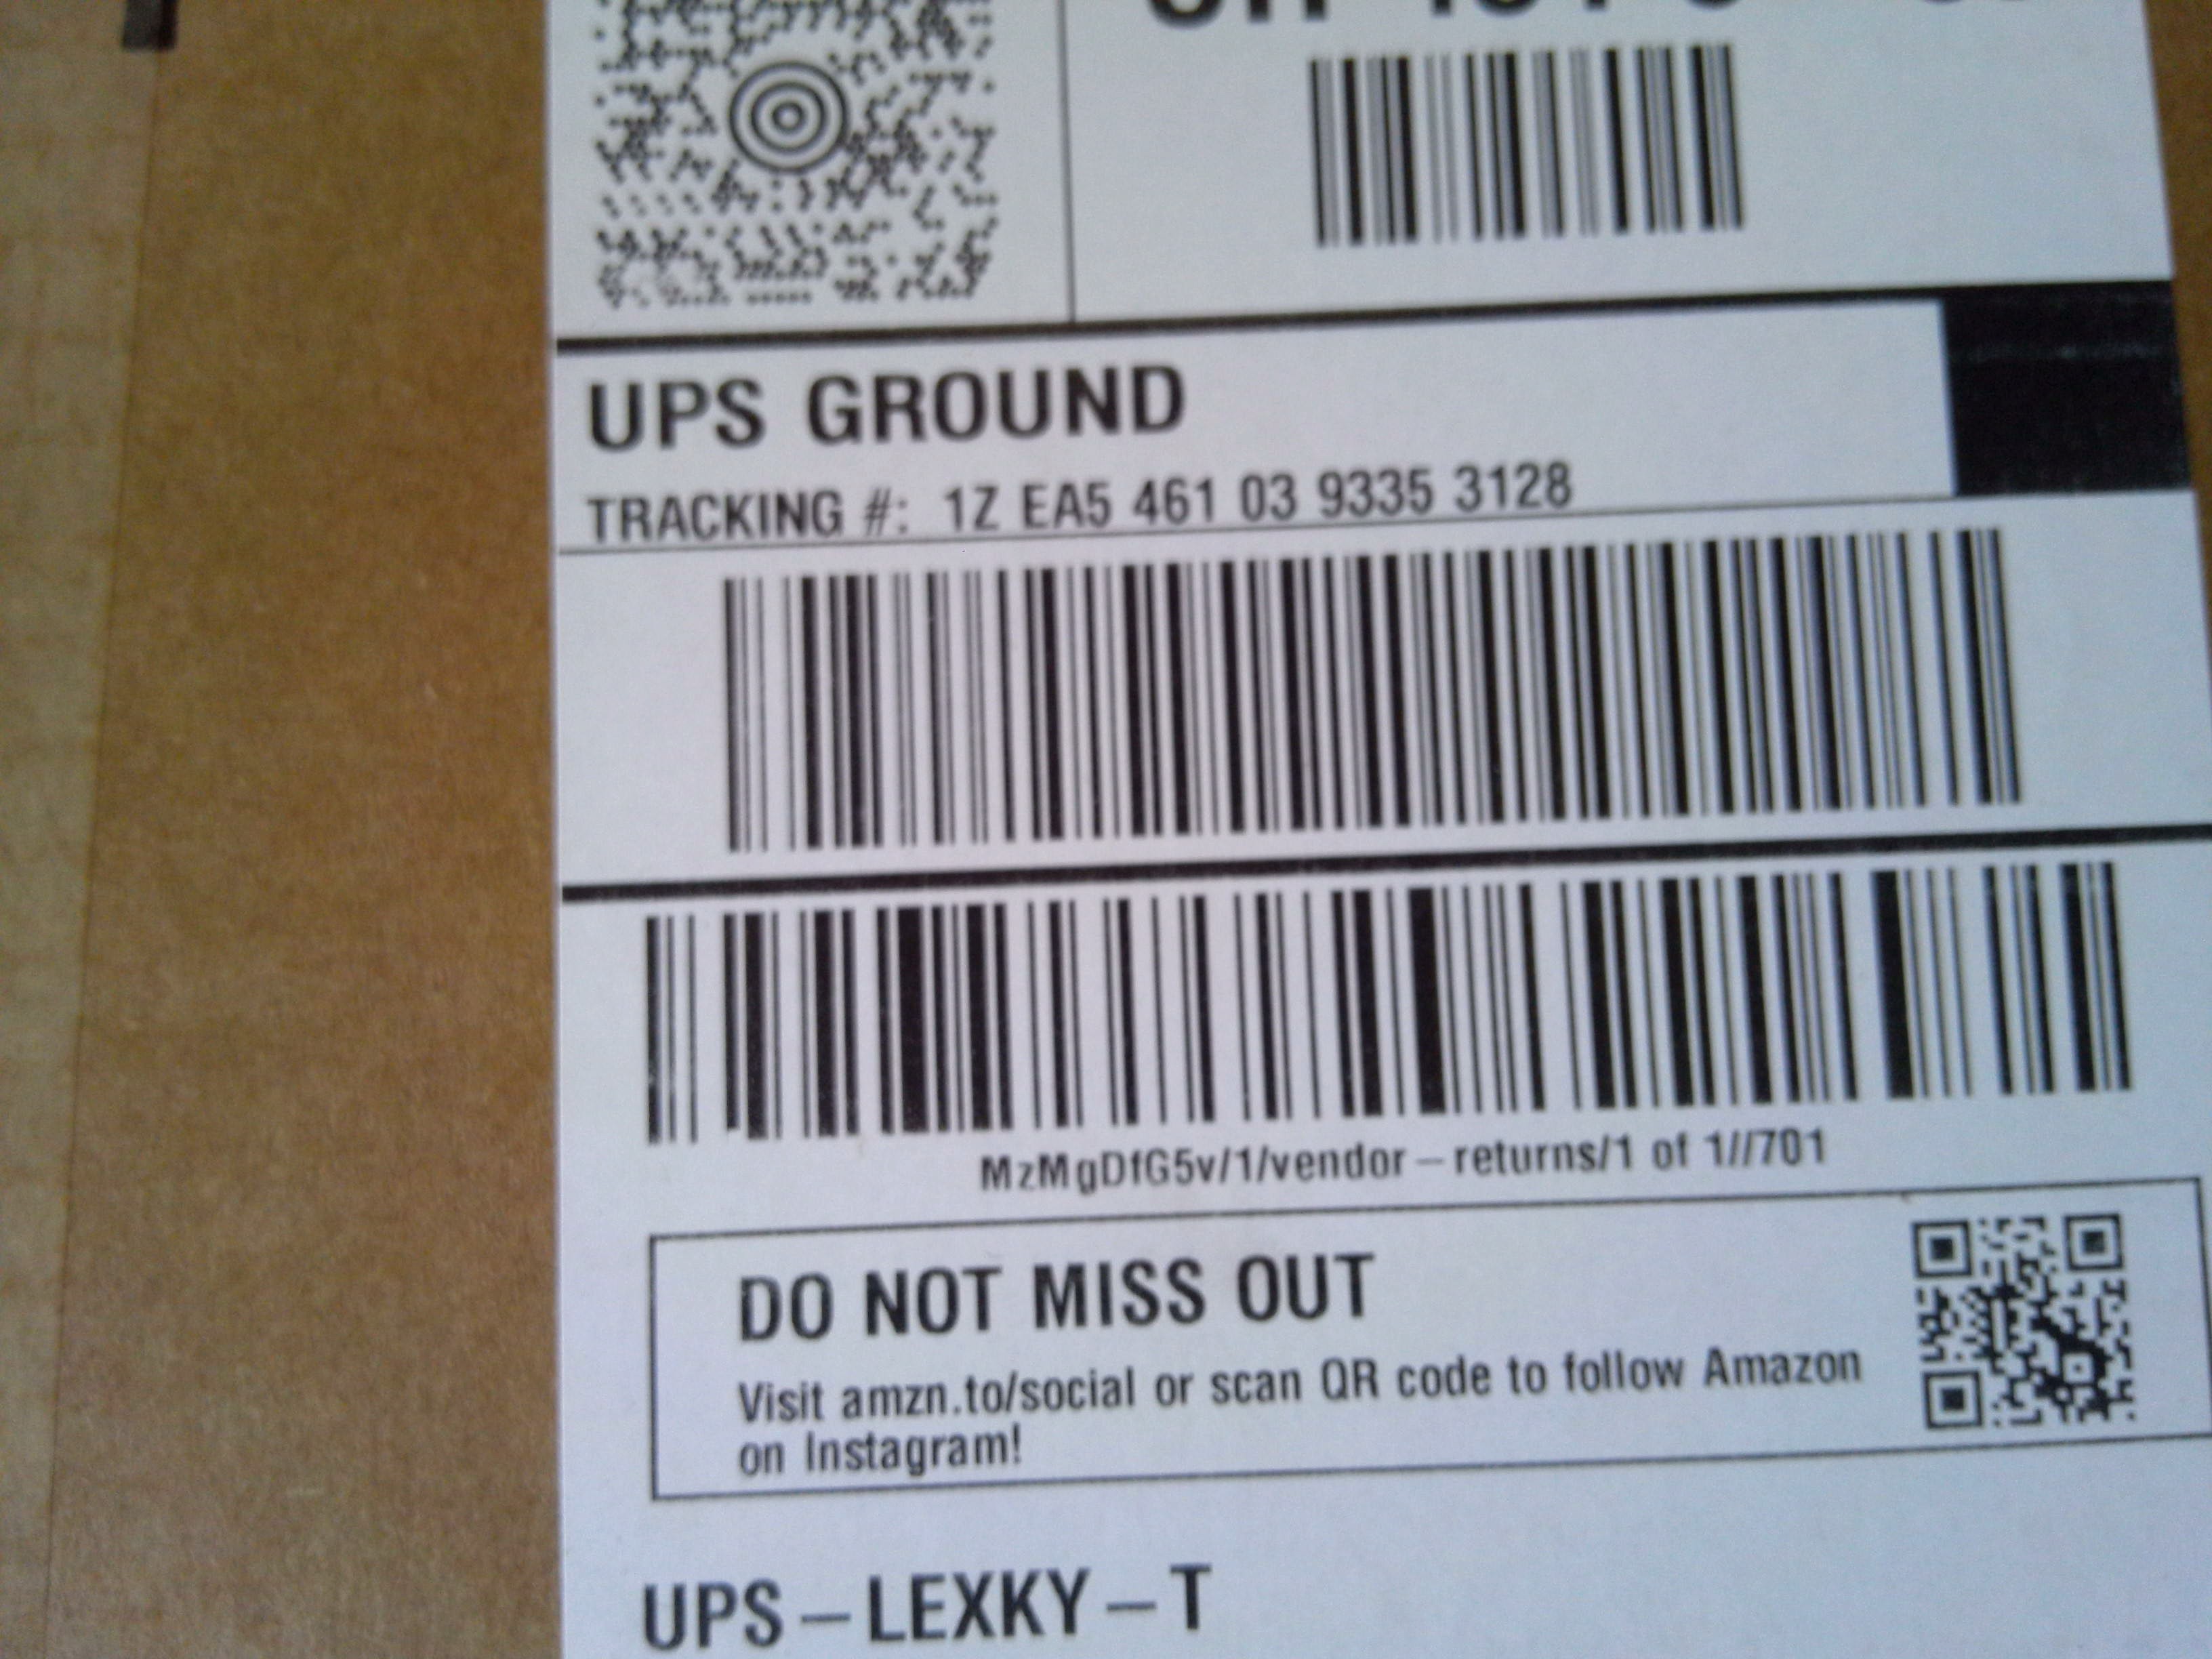 UPS GROUND
TRACKING #: 1Z EA5 461 03 9335 3128
MzMgDfG5v/1/vendor-returns/1 of 1//701
DO NOT MISS OUT
Visit amzn.to/social or scan QR code to follow Amazon
on Instagram!
UPS-LEXKY-T